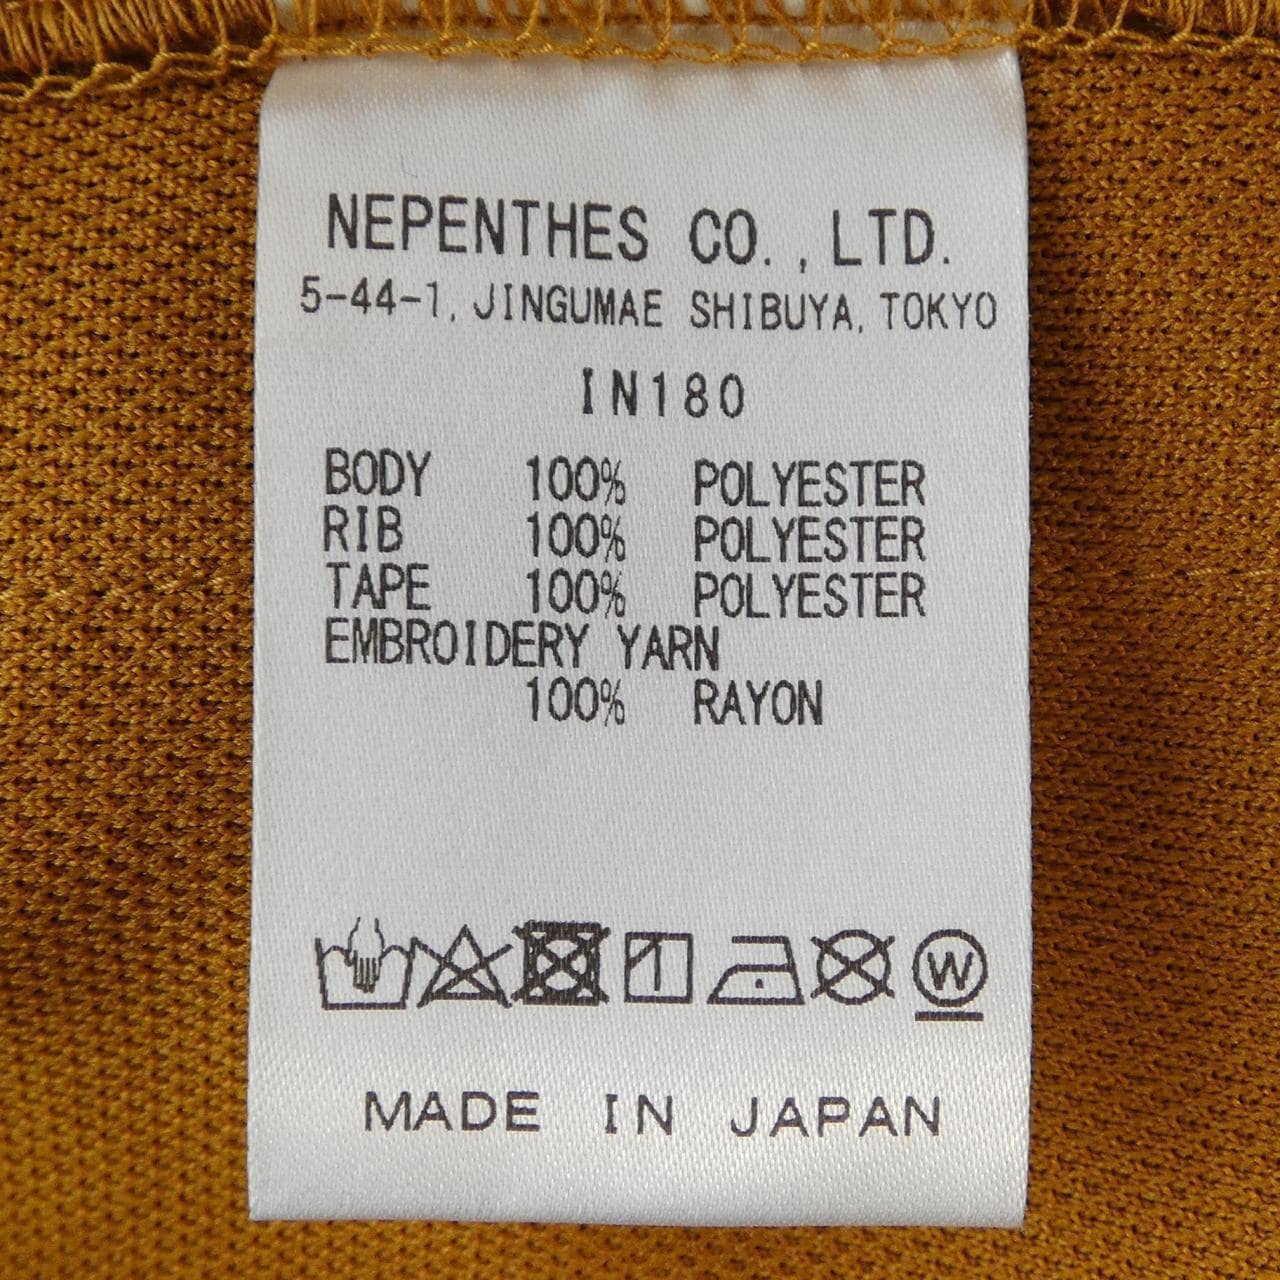 NEPENTHES CO., LTD.
5-44-1, JINGUMAE SHIBUYA, TOKYO
IN180
BODY 100% POLYESTER
RIB 100% POLYESTER
TAPE 100% POLYESTER
EMBROIDERY YARN
100% RAYON
W
MADE IN JAPAN